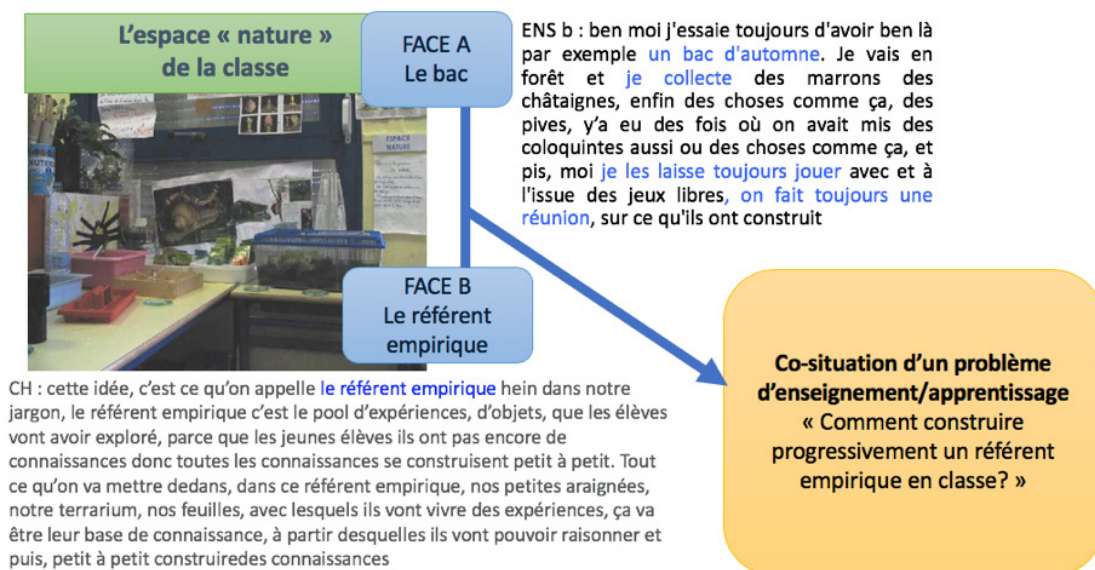 L'espace « nature »
de la classe
FACE A
Le bac
ENS b : ben moi j'essaie toujours d'avoir ben là
par exemple un bac d'automne. Je vais en
forêt et je collecte des marrons des
châtaignes, enfin des choses comme ça, des
pives, y'a eu des fois où on avait mis des
coloquintes aussi ou des choses comme ça, et
pis, moi je les laisse toujours jouer avec et à
l'issue des jeux libres, on fait toujours une
réunion, sur ce qu'ils ont construit
ESPACE
NATURE
FACE B
Le référent
empirique
CH : cette idée, c'est ce qu'on appelle le référent empirique hein dans notre
jargon, le référent empirique c'est le pool d'expériences, d'objets, que les élèves
vont avoir exploré, parce que les jeunes élèves ils ont pas encore de
connaissances donc toutes les connaissances se construisent petit à petit. Tout
ce qu'on va mettre dedans, dans ce référent empirique, nos petites araignées,
notre terrarium, nos feuilles, avec lesquels ils vont vivre des expériences, ça va
être leur base de connaissance, à partir desquelles ils vont pouvoir raisonner et
puis, petit à petit construiredes connaissances
Co-situation d'un problème
d'enseignement/apprentissage
« Comment construire
progressivement un référent
empirique en classe? »